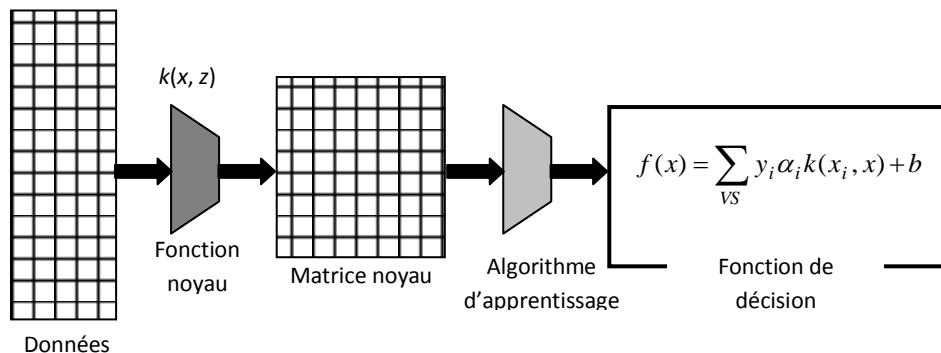 k(x, z)
f(x) = ∑ y_i α_i k(x_i, x) + b
VS
Fonction
noyau
Matrice noyau
Algorithme
d’apprentissage
Fonction de
décision
Données